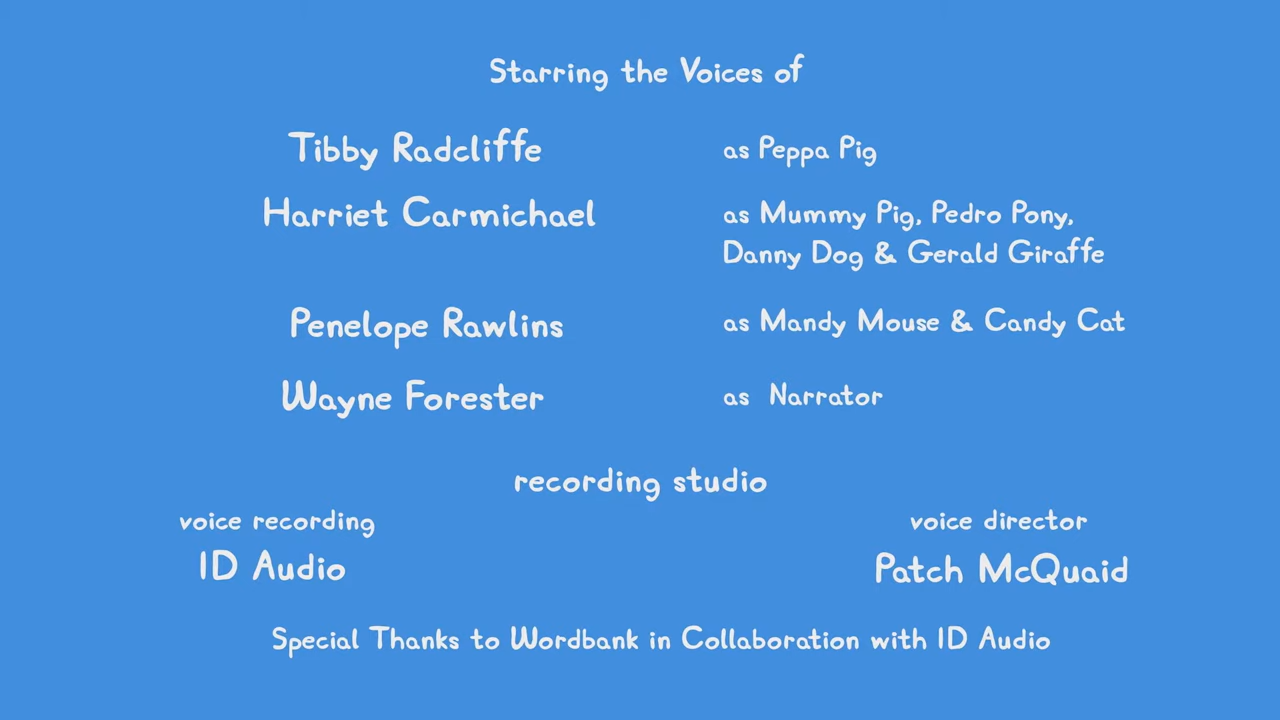 Starring the Voices of
Tibby Radcliffe as Peppa Pig
Harriet Carmichael as Mummy Pig, Pedro Pony,
Danny Dog & Gerald Giraffe
Penelope Rawlins as Mandy Mouse & Candy Cat
Wayne Forester as Narrator
recording studio
voice recording voice director
ID Audio Patch McQuaid
Special Thanks to Wordbank in Collaboration with ID Audio